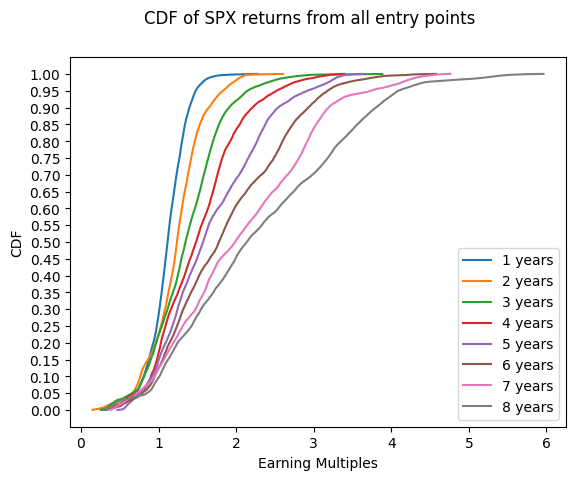 CDF of SPX returns from all entry points
1.00
0.95
0.90
0.85
0.80
0.75
0.70
0.65
0.60
0.55
0.50
0.45
0.40
0.35
0.30
0.25
0.20
0.15
0.10
0.05
0.00
CDF
1 years
2 years
3 years
4 years
5 years
6 years
7 years
8 years
0 1 2 3 4 5 6
Earning Multiples